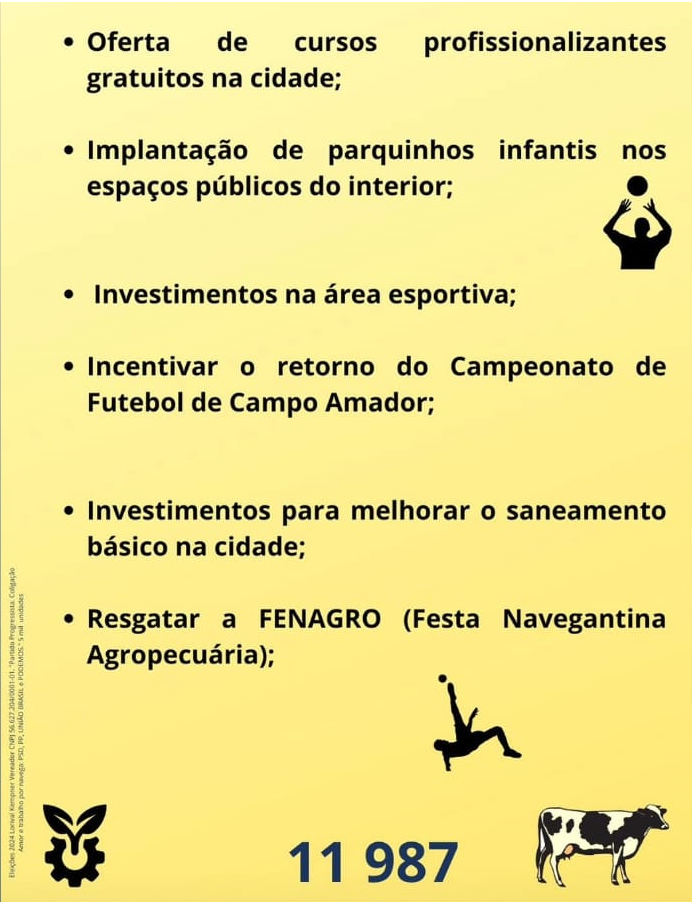 • Oferta de cursos profissionalizantes
gratuitos na cidade;
• Implantação de parquinhos infantis nos
espaços públicos do interior;
• Investimentos na área esportiva;
• Incentivar o retorno do Campeonato de
Futebol de Campo Amador;
• Investimentos para melhorar o saneamento
básico na cidade;
• Resgatar a FENAGRO (Festa Navegantina
Agropecuária);
Eleições 2024 Lorival Kempner Vereador CNPJ 56.627.204/0001-01. "Partido Progressista. Coligação
Amor e trabalho por navega: PSD, PP, UNIÃO BRASIL e PODEMOS." 5 mil unidades
11 987